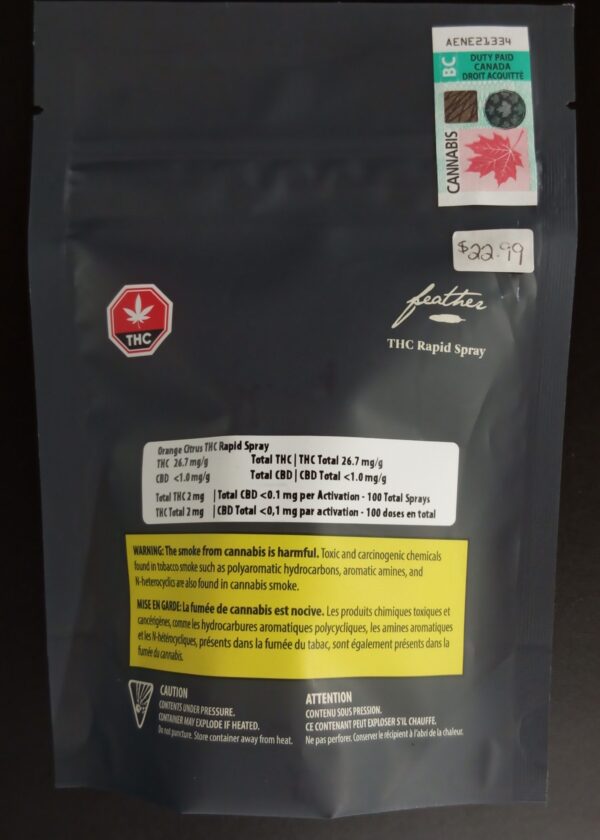 AENE21334
BC
DUTY PAID
CANADA
DROIT ACQUITTÉ
CANNABIS
$22.99
feather
THC Rapid Spray
THC
Orange Citrus THC Rapid Spray
THC 26.7 mg/g Total THC | THC Total 26.7 mg/g
CBD <1.0 mg/g Total CBD | CBD Total <1.0 mg/g
Total THC 2 mg | Total CBD <0.1 mg per Activation - 100 Total Sprays
THC Total 2 mg | CBD Total <0,1 mg par activation - 100 doses en total
WARNING: The smoke from cannabis is harmful. Toxic and carcinogenic chemicals
found in tobacco smoke such as polyaromatic hydrocarbons, aromatic amines, and
N-heterocyclics are also found in cannabis smoke.
MISE EN GARDE: La fumée de cannabis est nocive. Les produits chimiques toxiques et
cancérigènes, comme les hydrocarbures aromatiques polycycliques, les amines aromatiques
et les N-hétérocycliques, présents dans la fumée du tabac, sont également présents dans la
fumée du cannabis.
CAUTION
CONTENTS UNDER PRESSURE.
CONTAINER MAY EXPLODE IF HEATED.
Do not puncture. Store container away from heat.
ATTENTION
CONTENU SOUS PRESSION.
CE CONTENANT PEUT EXPLOSER S'IL CHAUFFE.
Ne pas perforer. Conserver le récipient à l'abri de la chaleur.